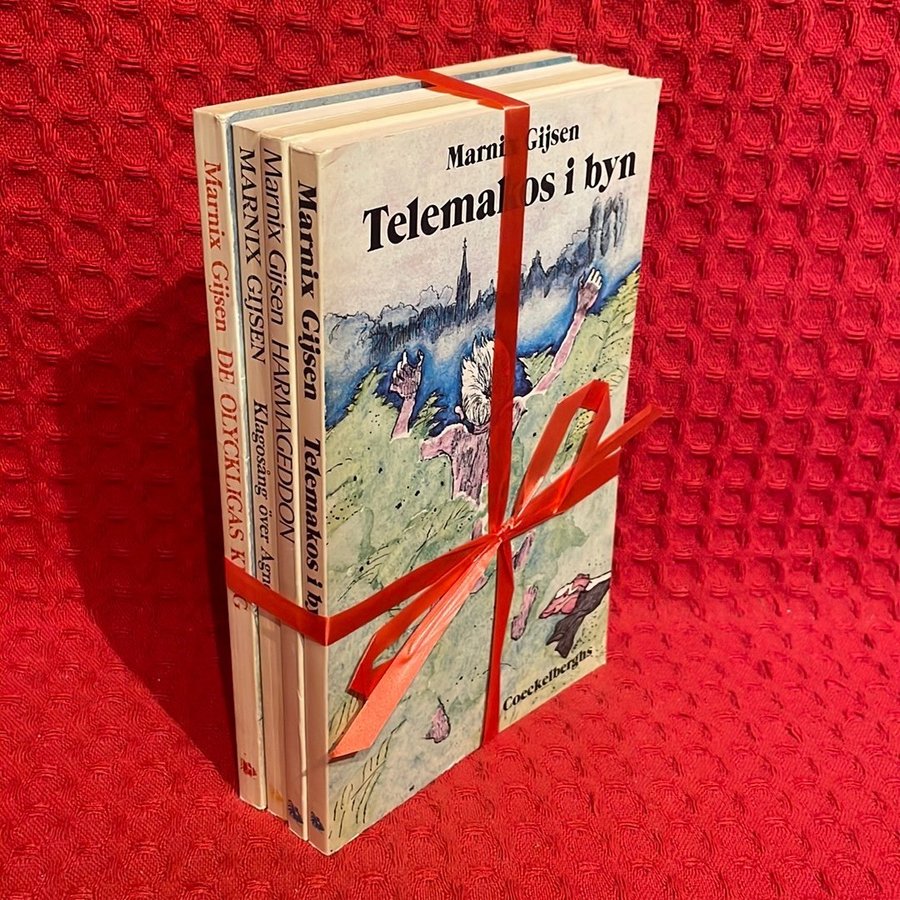 Marnix Gijsen
Telemakos i byn
Coeckelberghs
Marnix Gijsen Telemakos i by
Marnix Gijsen HARMAGEDDON
MARNIX GIJSEN Klagosång över Agn
Marnix Gijsen DE OLYCKLIGAS K G